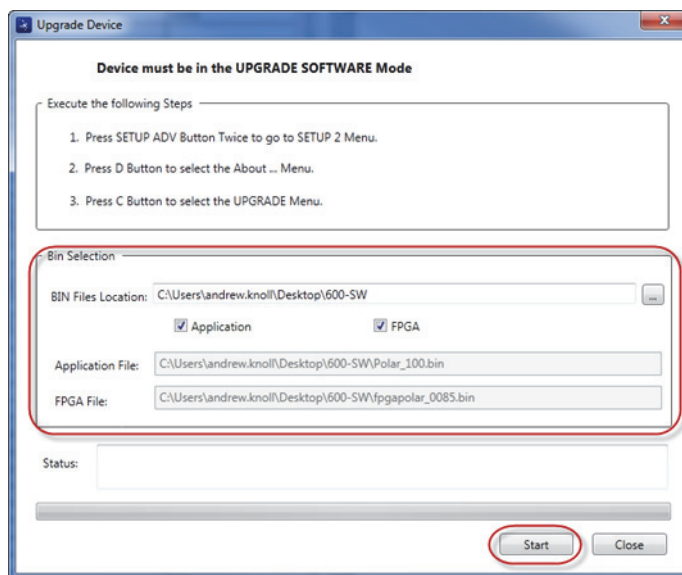 Upgrade Device
Device must be in the UPGRADE SOFTWARE Mode
Execute the following Steps
1. Press SETUP ADV Button Twice to go to SETUP 2 Menu.
2. Press D Button to select the About ... Menu.
3. Press C Button to select the UPGRADE Menu.
Bin Selection
BIN Files Location: C:\Users\andrew.knoll\Desktop\600-SW ...
Application FPGA
Application File: C:\Users\andrew.knoll\Desktop\600-SW\Polar_100.bin
FPGA File: C:\Users\andrew.knoll\Desktop\600-SW\fpgapolar_0085.bin
Status:
Start Close